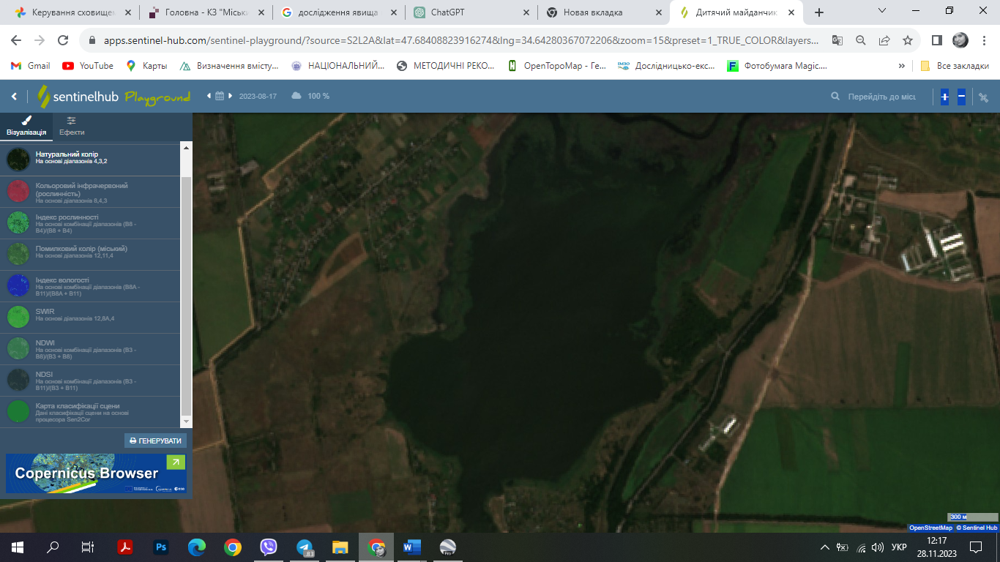 Керування сховищем
Головна - КЗ "Міськи
дослідження явища
ChatGPT
Новая вкладка
Дитячий майданчик
apps.sentinel-hub.com/sentinel-playground/?source=S2L2A&lat=47.68408823916274&lng=34.64280367072206&zoom=15&preset=1_TRUE_COLOR&layers...
Gmail
YouTube
Карты
Визначення вмісту...
НАЦІОНАЛЬНИЙ...
МЕТОДИЧНІ РЕКО...
OpenTopoMap - Ге...
Дослідницько-екс...
Фотобумага Magic....
»
Все закладки
sentinelhub Playground
2023-08-17
100 %
Перейдіть до місц
Візуалізація
Ефекти
Натуральний колір
На основі діапазонів 4,3,2
Кольоровий інфрачервоний
(рослинність)
На основі діапазонів 8,4,3
Індекс рослинності
На основі комбінації діапазонів (B8 -
B4)/(B8 + B4)
Помилковий колір (міський)
На основі діапазонів 12,11,4
Індекс вологості
На основі комбінації діапазонів (B8A -
B11)/(B8A + B11)
SWIR
На основі діапазонів 12,8A,4
NDWI
На основі комбінації діапазонів (B3 -
B8)/(B3 + B8)
NDSI
На основі комбінації діапазонів (B3 -
B11)/(B3 + B11)
Карта класифікації сцени
Дані класифікації сцени на основі
процесора Sen2Cor
ГЕНЕРУВАТИ
Copernicus Browser
300 м
OpenStreetMap © Sentinel Hub
Ps
83
W
Pro
УКР
12:17
28.11.2023